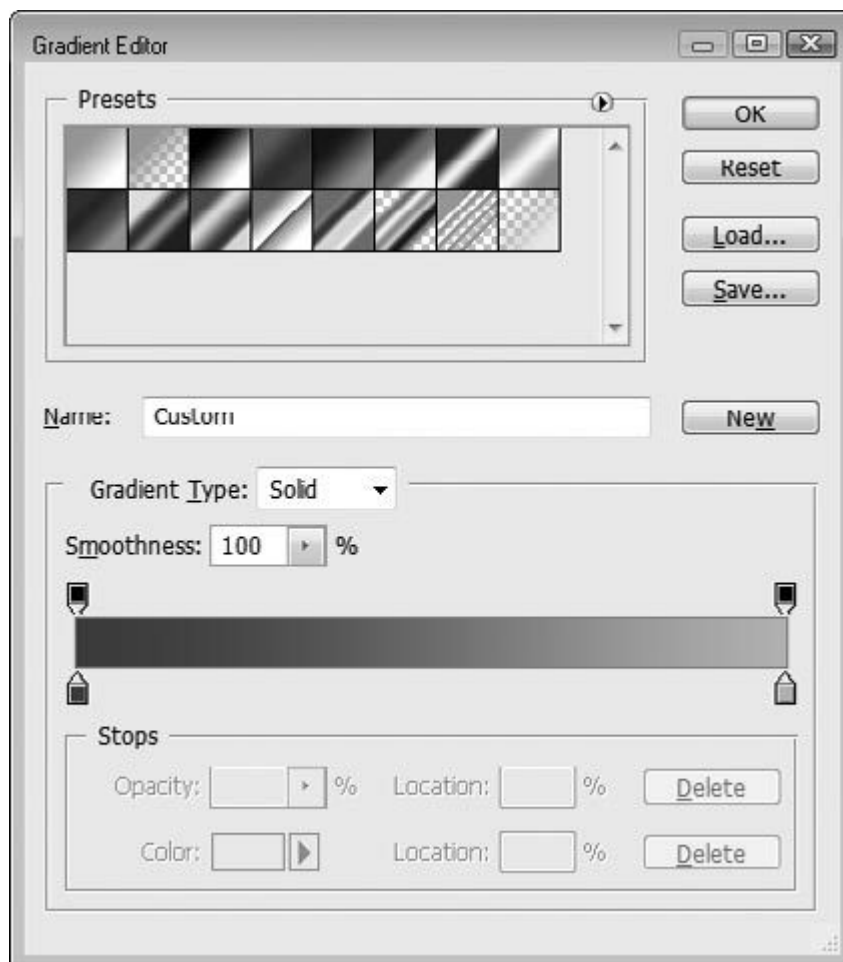 Gradient Editor
Presets
OK
Reset
Load...
Save...
Name: Custom
New
Gradient Type: Solid
Smoothness: 100 %
Stops
Opacity: % Location: % Delete
Color: Location: % Delete